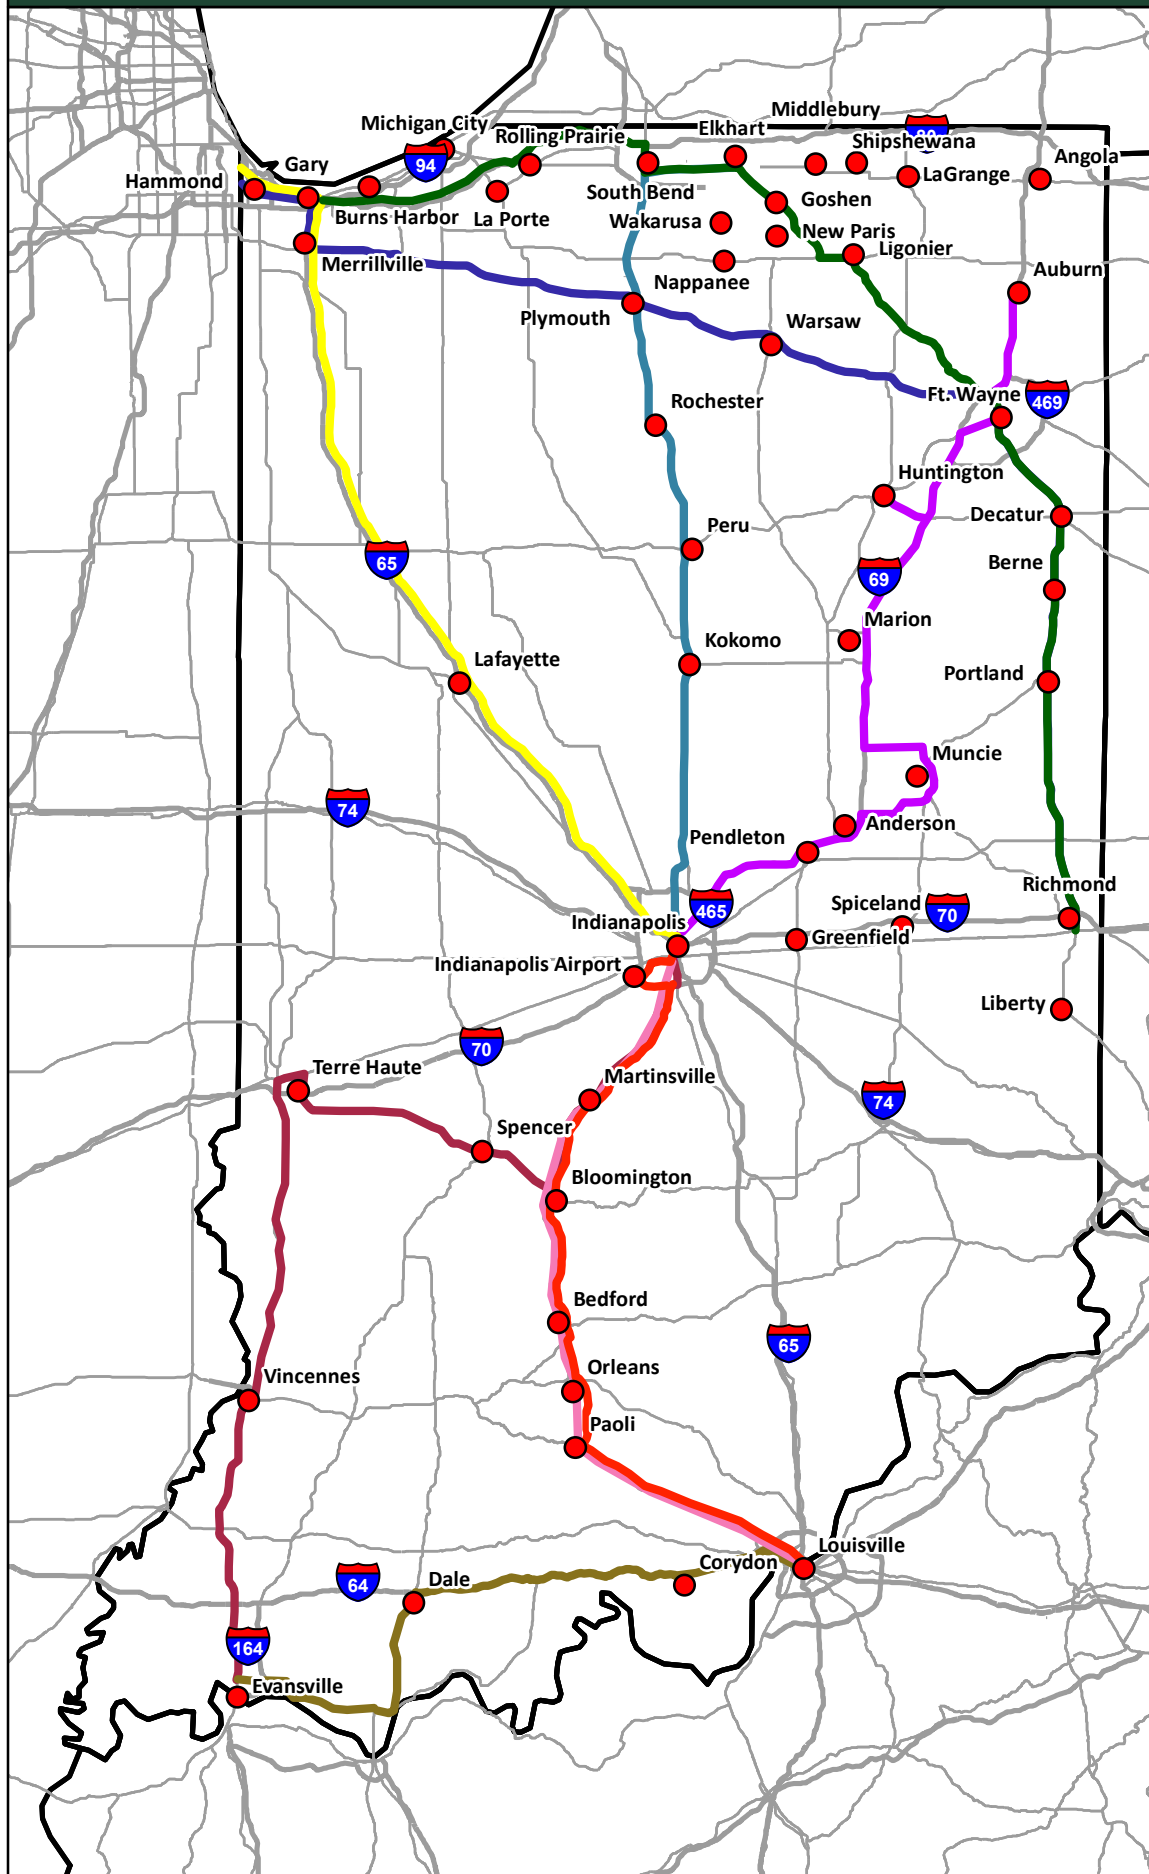 Middlebury
80
Michigan City
Rolling Prairie
Elkhart
Shipshewana
94
Gary
Angola
Hammond
LaGrange
South Bend
Goshen
Burns Harbor
La Porte
Wakarusa
New Paris
Ligonier
Merrillville
Auburn
Nappanee
Plymouth
Warsaw
Rochester
Ft. Wayne
469
Huntington
Decatur
Peru
65
Berne
69
Marion
Kokomo
Lafayette
Portland
Muncie
74
Pendleton
Anderson
Richmond
Spiceland
70
465
Indianapolis
Greenfield
Indianapolis Airport
Liberty
70
Terre Haute
Martinsville
74
Spencer
Bloomington
Bedford
65
Orleans
Vincennes
Paoli
Louisville
Corydon
64
Dale
164
Evansville